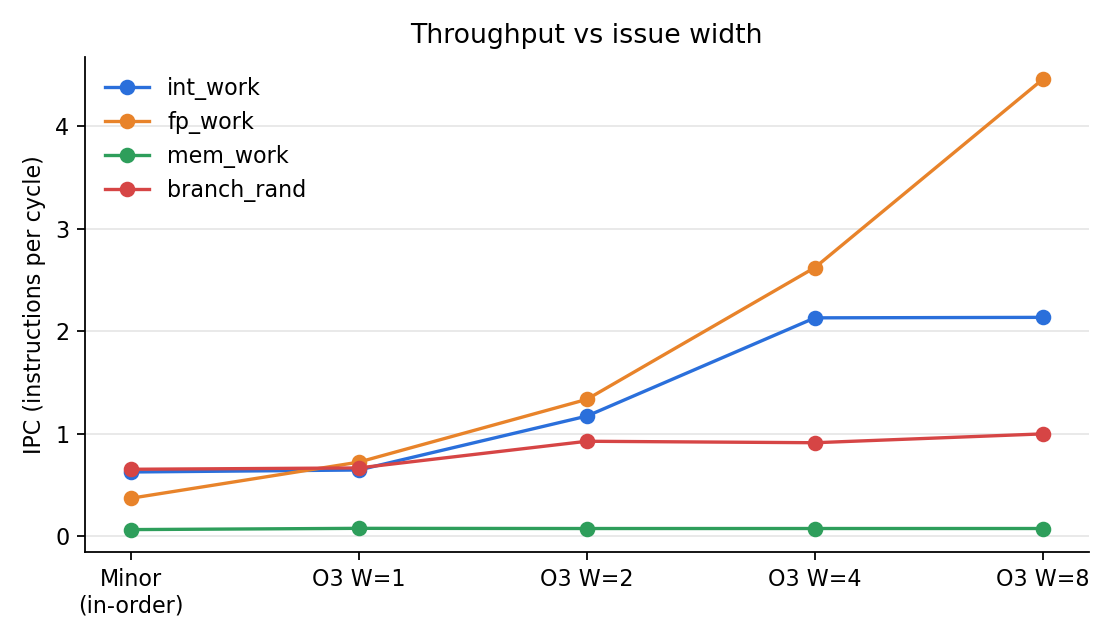 Throughput vs issue width
int_work
fp_work
mem_work
branch_rand
IPC (instructions per cycle)
4
3
2
1
0
Minor
(in-order)
O3 W=1
O3 W=2
O3 W=4
O3 W=8